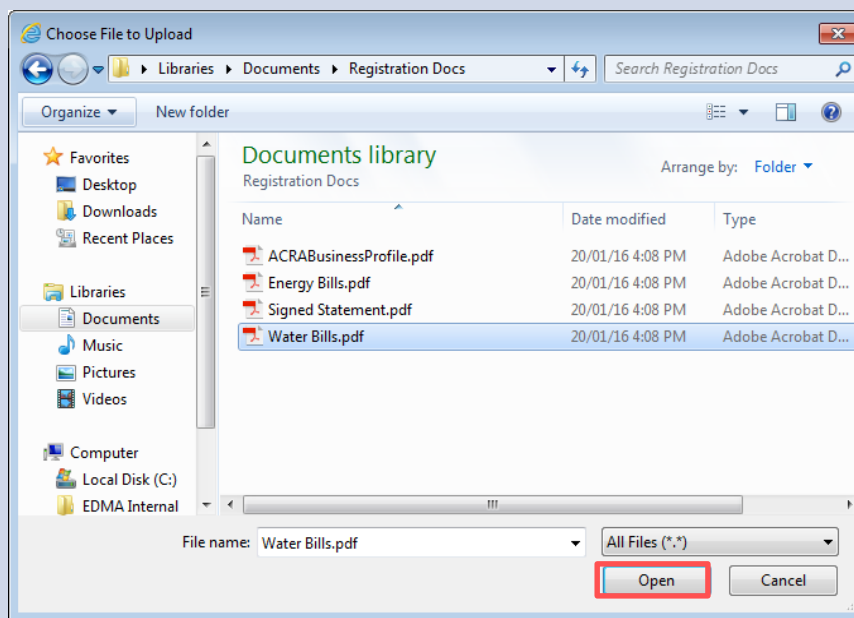 Choose File to Upload
Libraries Documents Registration Docs
Search Registration Docs
Organize New folder
Favorites
Desktop
Downloads
Recent Places
Libraries
Documents
Music
Pictures
Videos
Computer
Local Disk (C:)
EDMA Internal
Documents library
Registration Docs
Arrange by: Folder
Name Date modified Type
ACRABusinessProfile.pdf 20/01/16 4:08 PM Adobe Acrobat D...
Energy Bills.pdf 20/01/16 4:08 PM Adobe Acrobat D...
Signed Statement.pdf 20/01/16 4:08 PM Adobe Acrobat D...
Water Bills.pdf 20/01/16 4:08 PM Adobe Acrobat D...
File name: Water Bills.pdf All Files (*.*)
Open Cancel